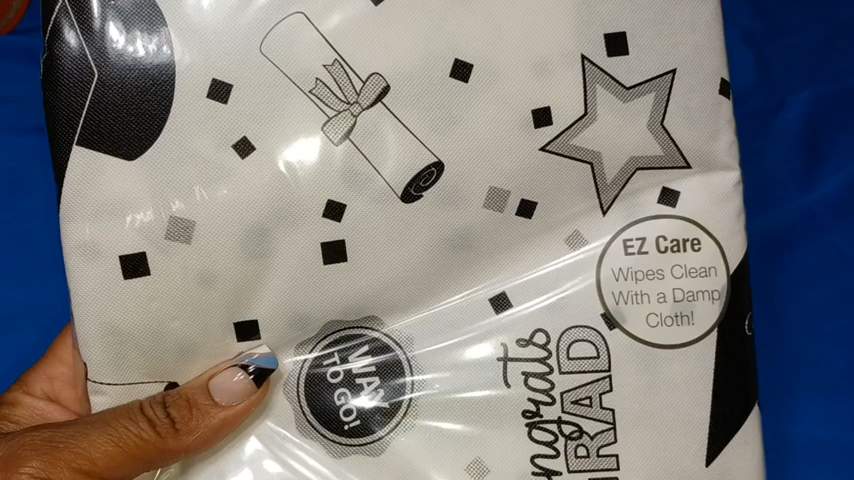 EZ Care
Wipes Clean
With a Damp
Cloth!
WAY
TO GO!
ngrats
RAD